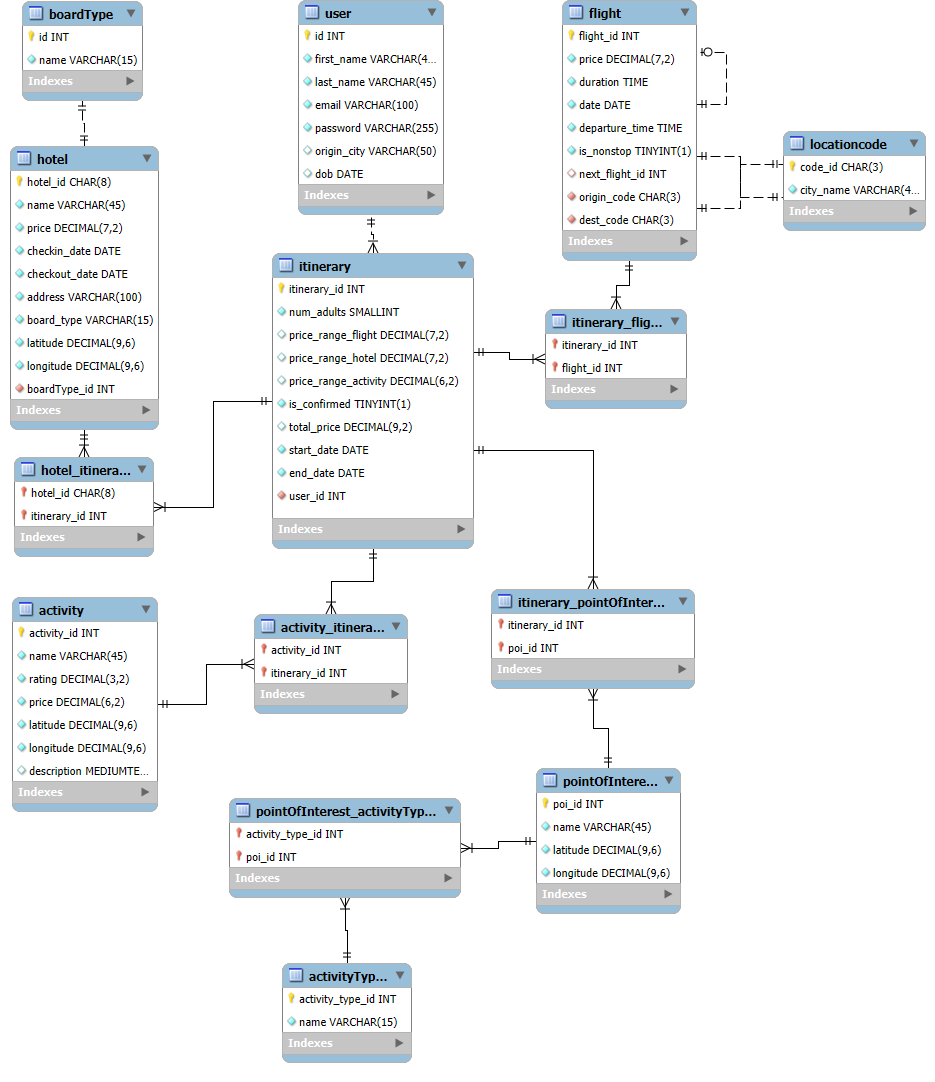 boardType
id INT
name VARCHAR(15)
Indexes
user
id INT
first_name VARCHAR(4...
last_name VARCHAR(45)
email VARCHAR(100)
password VARCHAR(255)
origin_city VARCHAR(50)
dob DATE
Indexes
flight
flight_id INT
price DECIMAL(7,2)
duration TIME
date DATE
departure_time TIME
is_nonstop TINYINT(1)
next_flight_id INT
origin_code CHAR(3)
dest_code CHAR(3)
Indexes
locationcode
code_id CHAR(3)
city_name VARCHAR(4...
Indexes
hotel
hotel_id CHAR(8)
name VARCHAR(45)
price DECIMAL(7,2)
checkin_date DATE
checkout_date DATE
address VARCHAR(100)
board_type VARCHAR(15)
latitude DECIMAL(9,6)
longitude DECIMAL(9,6)
boardType_id INT
Indexes
itinerary
itinerary_id INT
num_adults SMALLINT
price_range_flight DECIMAL(7,2)
price_range_hotel DECIMAL(7,2)
price_range_activity DECIMAL(6,2)
is_confirmed TINYINT(1)
total_price DECIMAL(9,2)
start_date DATE
end_date DATE
user_id INT
Indexes
itinerary_flig...
itinerary_id INT
flight_id INT
Indexes
hotel_itinera...
hotel_id CHAR(8)
itinerary_id INT
Indexes
activity
activity_id INT
name VARCHAR(45)
rating DECIMAL(3,2)
price DECIMAL(6,2)
latitude DECIMAL(9,6)
longitude DECIMAL(9,6)
description MEDIUMTE...
Indexes
activity_itinera...
activity_id INT
itinerary_id INT
Indexes
itinerary_pointOfInter...
itinerary_id INT
poi_id INT
Indexes
pointOfIntere...
poi_id INT
name VARCHAR(45)
latitude DECIMAL(9,6)
longitude DECIMAL(9,6)
Indexes
pointOfInterest_activityTyp...
activity_type_id INT
poi_id INT
Indexes
activityTyp...
activity_type_id INT
name VARCHAR(15)
Indexes